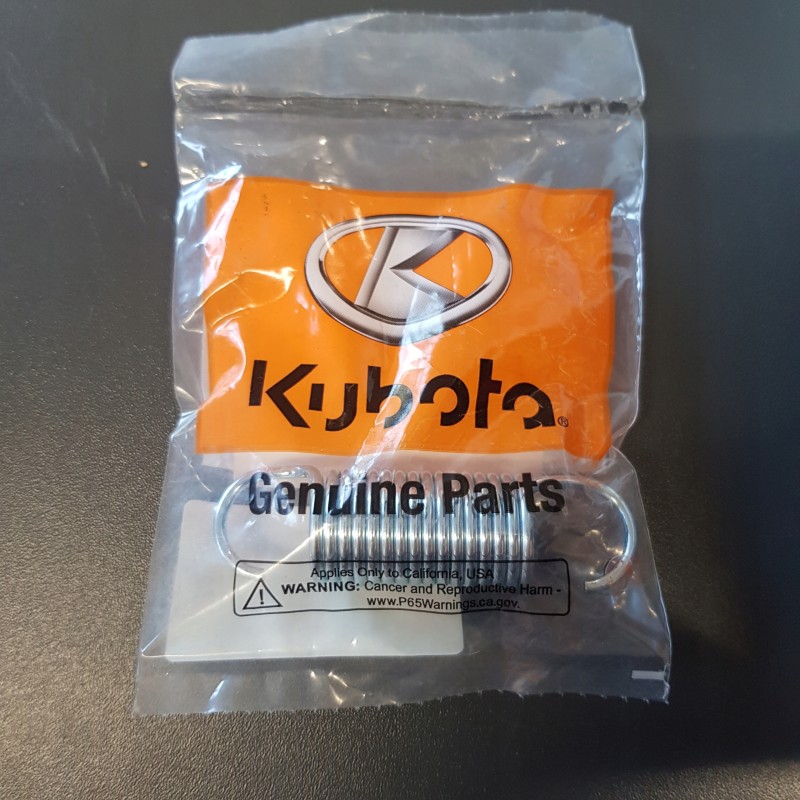 Kubota®
Genuine Parts
Applies Only to California, USA
WARNING: Cancer and Reproductive Harm -
www.P65Warnings.ca.gov.